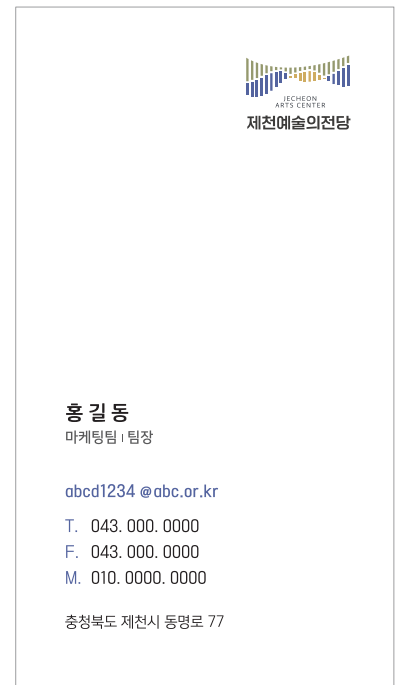 JECHEON
ARTS CENTER
제천예술의전당
홍길동
마케팅팀 | 팀장
abcd1234 @abc.or.kr
T. 043. 000. 0000
F. 043. 000. 0000
M. 010. 0000. 0000
충청북도 제천시 동명로 77